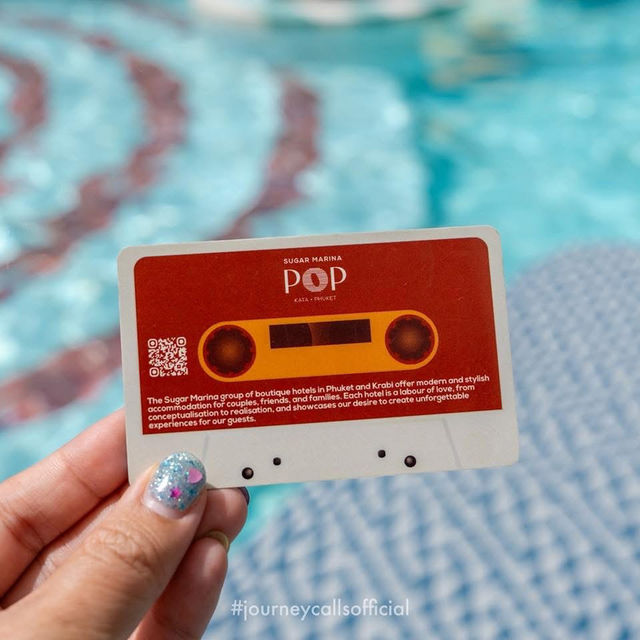 SUGAR MARINA
POP
KATA • PHUKET
The Sugar Marina group of boutique hotels in Phuket and Krabi offer modern and stylish
accommodation for couples, friends, and families. Each hotel is a labour of love, from
conceptualisation to realisation, and showcases our desire to create unforgettable
experiences for our guests.
#journeycallsofficial